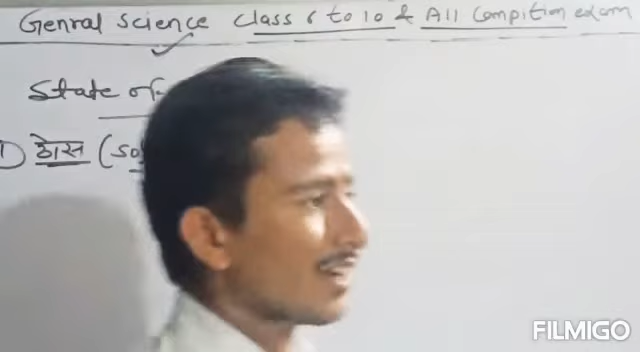 Genral Science Class 6 to 10 & All Compition exam
State of
1) ठोस (So
FILMIGO